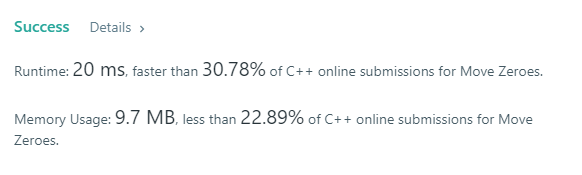 Success Details >
Runtime: 20 ms, faster than 30.78% of C++ online submissions for Move Zeroes.
Memory Usage: 9.7 MB, less than 22.89% of C++ online submissions for Move
Zeroes.